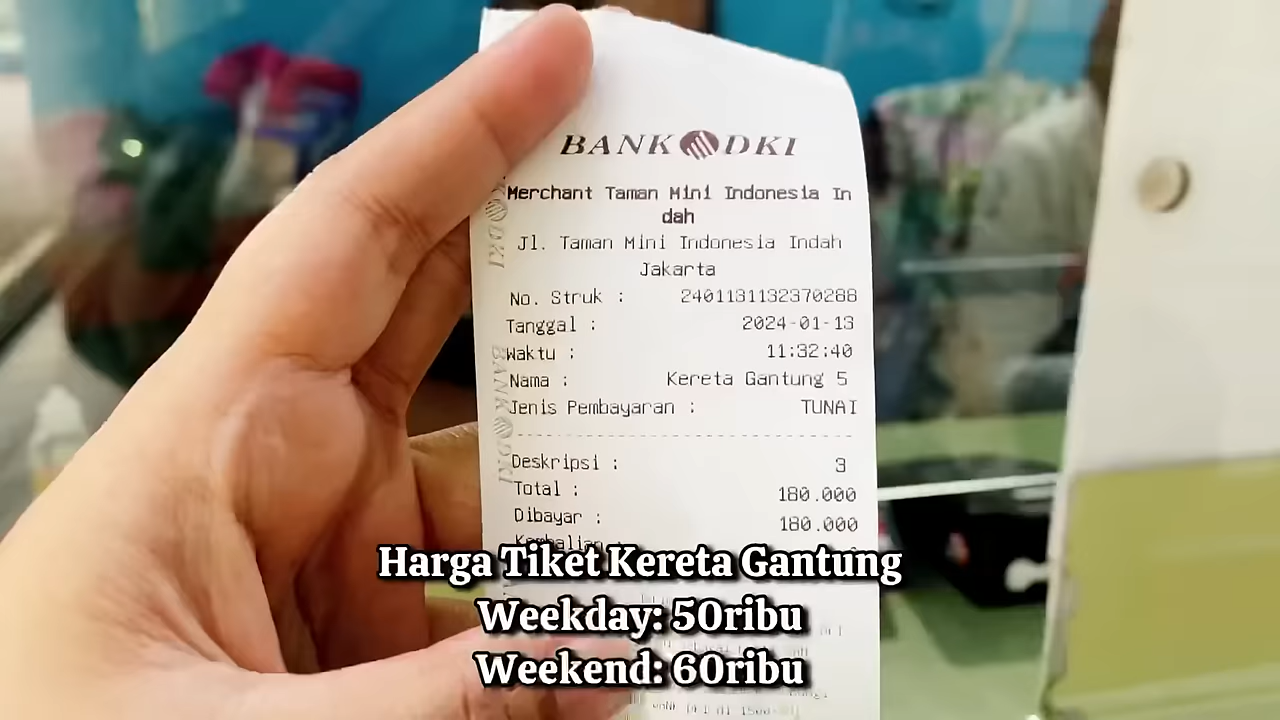 BANK DKI
Merchant Taman Mini Indonesia In
dah
Jl. Taman Mini Indonesia Indah
Jakarta
No. Struk : 2401131132370288
Tanggal : 2024-01-13
Waktu : 11:32:40
Nama : Kereta Gantung 5
Jenis Pembayaran : TUNAI
Deskripsi : 3
Total : 180.000
Dibayar : 180.000
Kembalian :
Harga Tiket Kereta Gantung
Weekday: 50ribu
Weekend: 60ribu